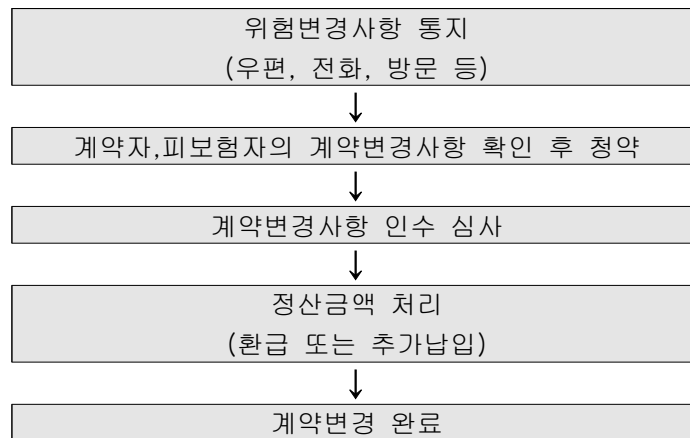 위험변경사항 통지
(우편, 전화, 방문 등)
↓
계약자,피보험자의 계약변경사항 확인 후 청약
↓
계약변경사항 인수 심사
↓
정산금액 처리
(환급 또는 추가납입)
↓
계약변경 완료